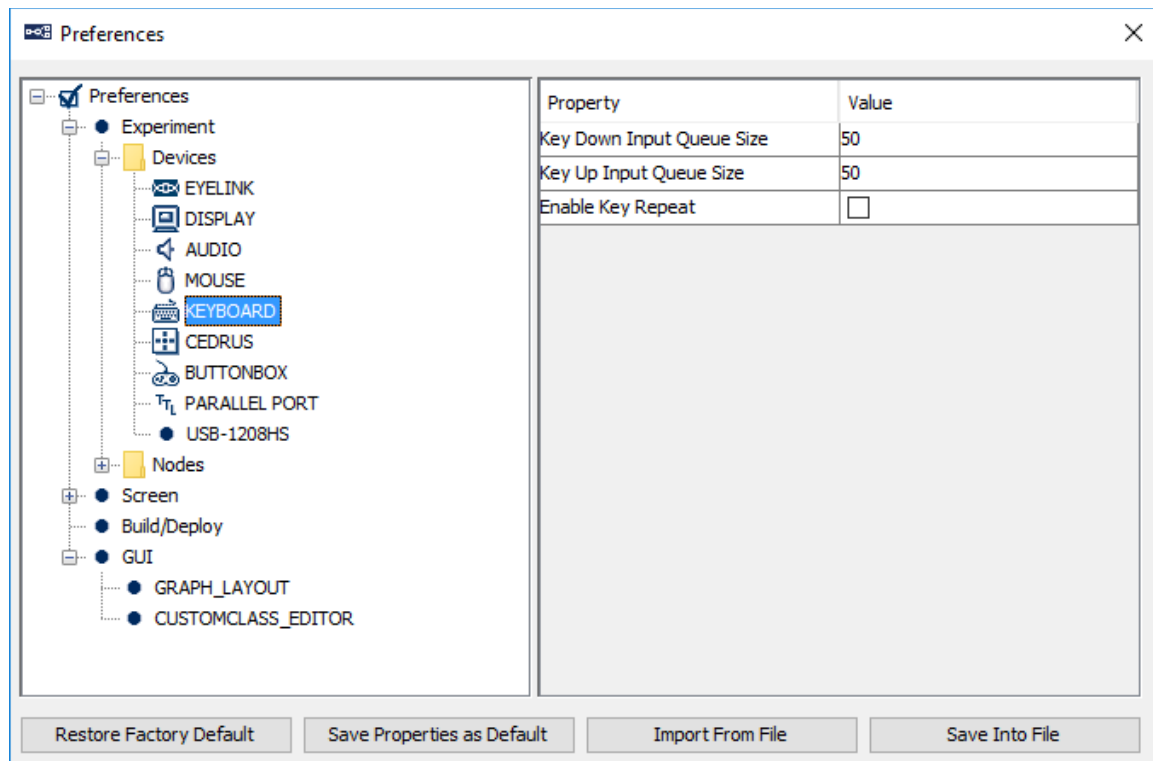 Preferences
Preferences
Experiment
Devices
EYELINK
DISPLAY
AUDIO
MOUSE
KEYBOARD
CEDRUS
BUTTONBOX
TTL PARALLEL PORT
USB-1208HS
Nodes
Screen
Build/Deploy
GUI
GRAPH_LAYOUT
CUSTOMCLASS_EDITOR
Property Value
Key Down Input Queue Size 50
Key Up Input Queue Size 50
Enable Key Repeat
Restore Factory Default Save Properties as Default Import From File Save Into File